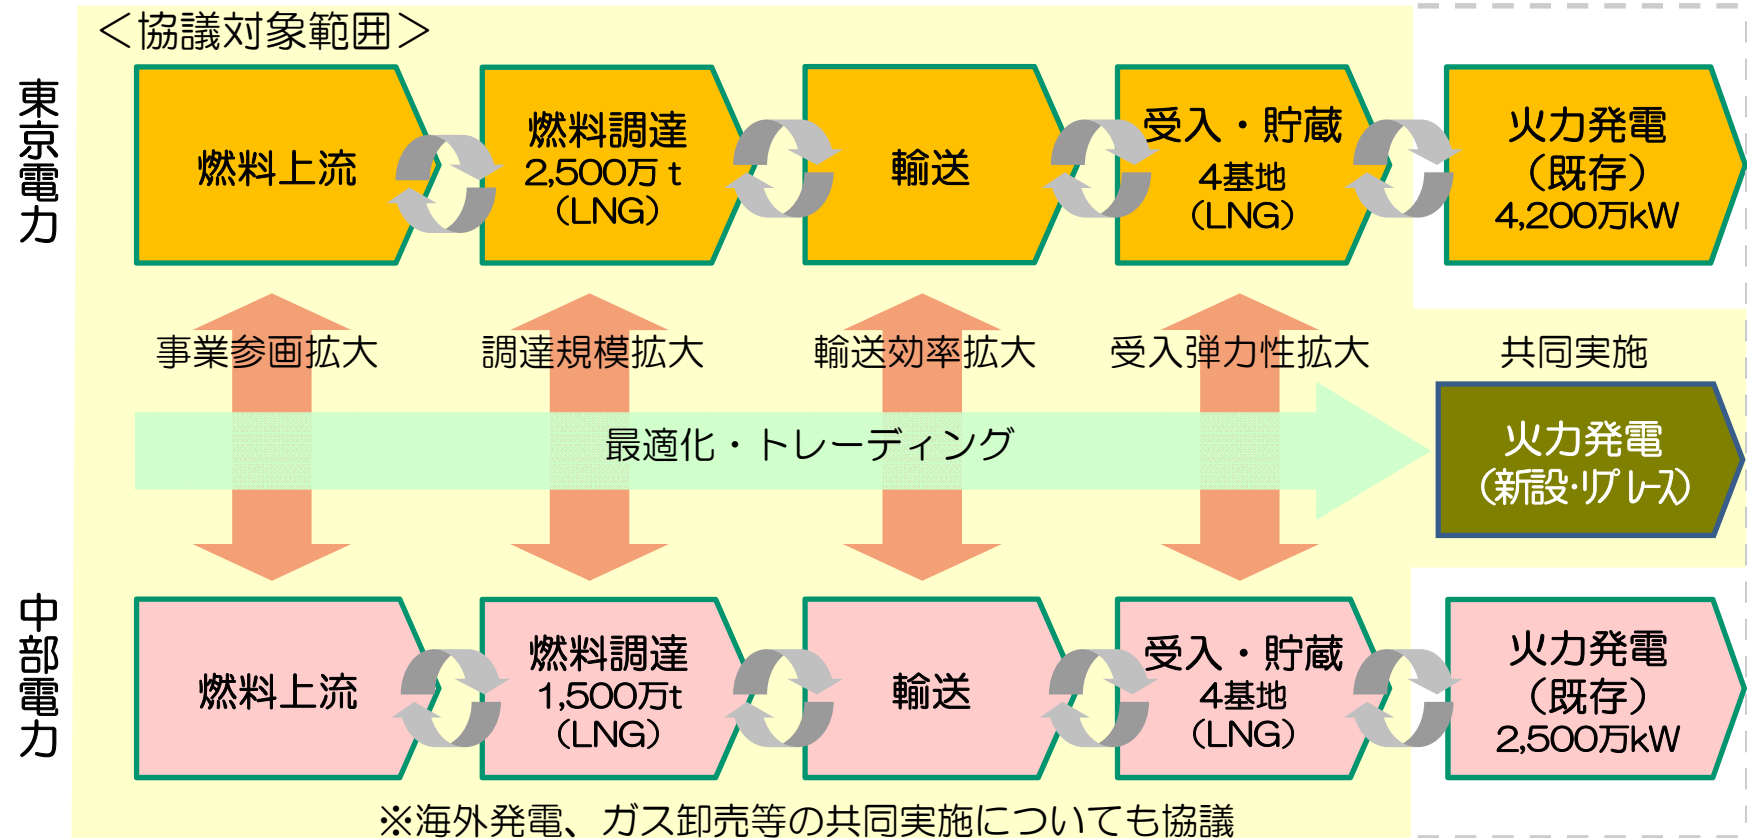 ＜協議対象範囲＞
東京電力
燃料上流
燃料調達
2,500万 t
（LNG）
輸送
受入・貯蔵
4基地
（LNG）
火力発電
（既存）
4,200万kW
事業参画拡大
調達規模拡大
輸送効率拡大
受入弾力性拡大
共同実施
最適化・トレーディング
火力発電
（新設・リプレース）
中部電力
燃料上流
燃料調達
1,500万t
（LNG）
輸送
受入・貯蔵
4基地
（LNG）
火力発電
（既存）
2,500万kW
※海外発電、ガス卸売等の共同実施についても協議